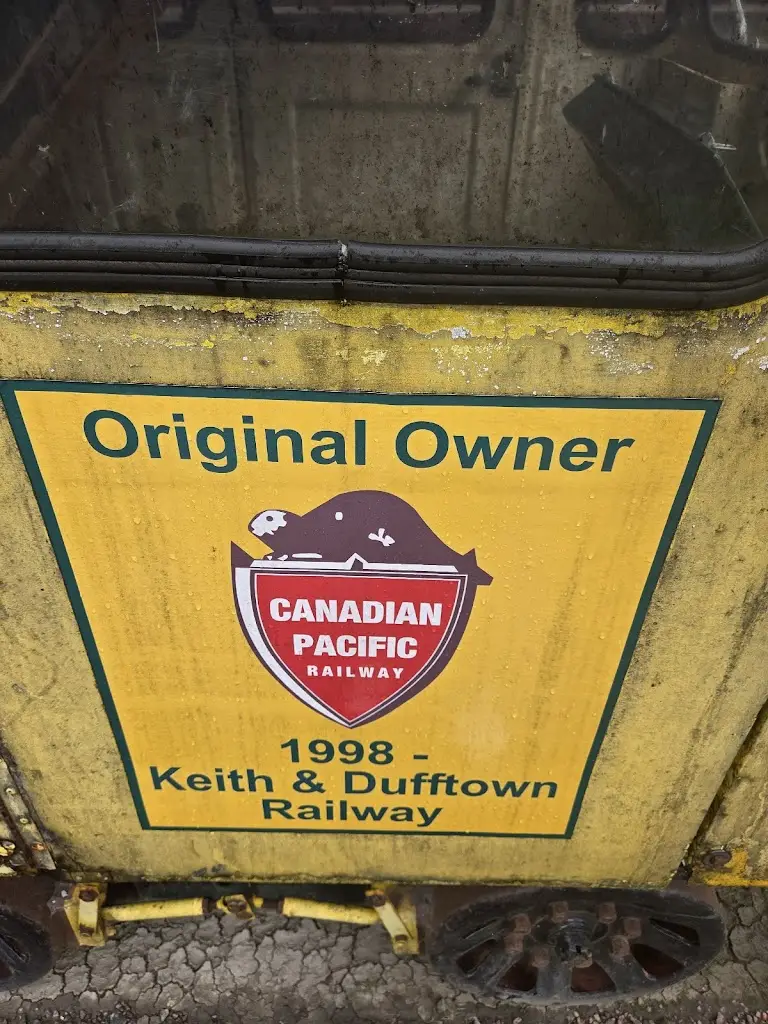 Original Owner
CANADIAN
PACIFIC
RAILWAY
1998 -
Keith & Dufftown
Railway